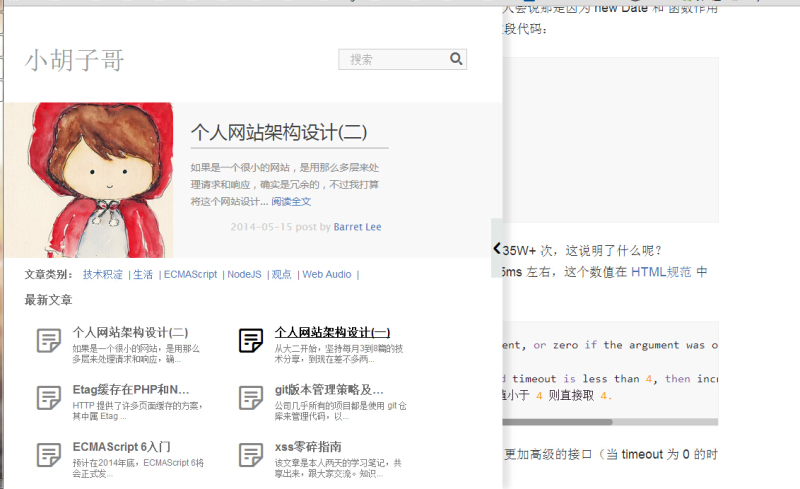 人会说那是因为 new Date 和 函数作用
段代码：
小胡子哥
搜索
个人网站架构设计(二)
如果是一个很小的网站，是用那么多层来处
理请求和响应，确实是冗余的，不过我打算
将这个网站设计... 阅读全文
2014-05-15 post by Barret Lee
35W+ 次，这说明了什么呢？
5ms 左右，这个数值在 HTML规范 中
文章类别： 技术积淀 | 生活 | ECMAScript | NodeJS | 观点 | Web Audio |
最新文章
个人网站架构设计(二)
如果是一个很小的网站，是用那么
多层来处理请求和响应，确...
个人网站架构设计(一)
从大二开始，坚持每月3到8篇的技
术分享，到现在差不多两...
Etag缓存在PHP和N...
HTTP 提供了许多页面缓存的方案，
其中属 Etag ...
git版本管理策略及...
公司几乎所有的项目都是使用 git 仓
库来管理代码，以...
ECMAScript 6入门
预计在2014年底，ECMAScript 6将
会正式发...
xss零碎指南
该文章是本人两天的学习笔记，共
享出来，跟大家交流。知识...
ent, or zero if the argument was o
d timeout is less than 4, then incr
值小于 4 则直接取 4.
更加高级的接口（当 timeout 为 0 的时